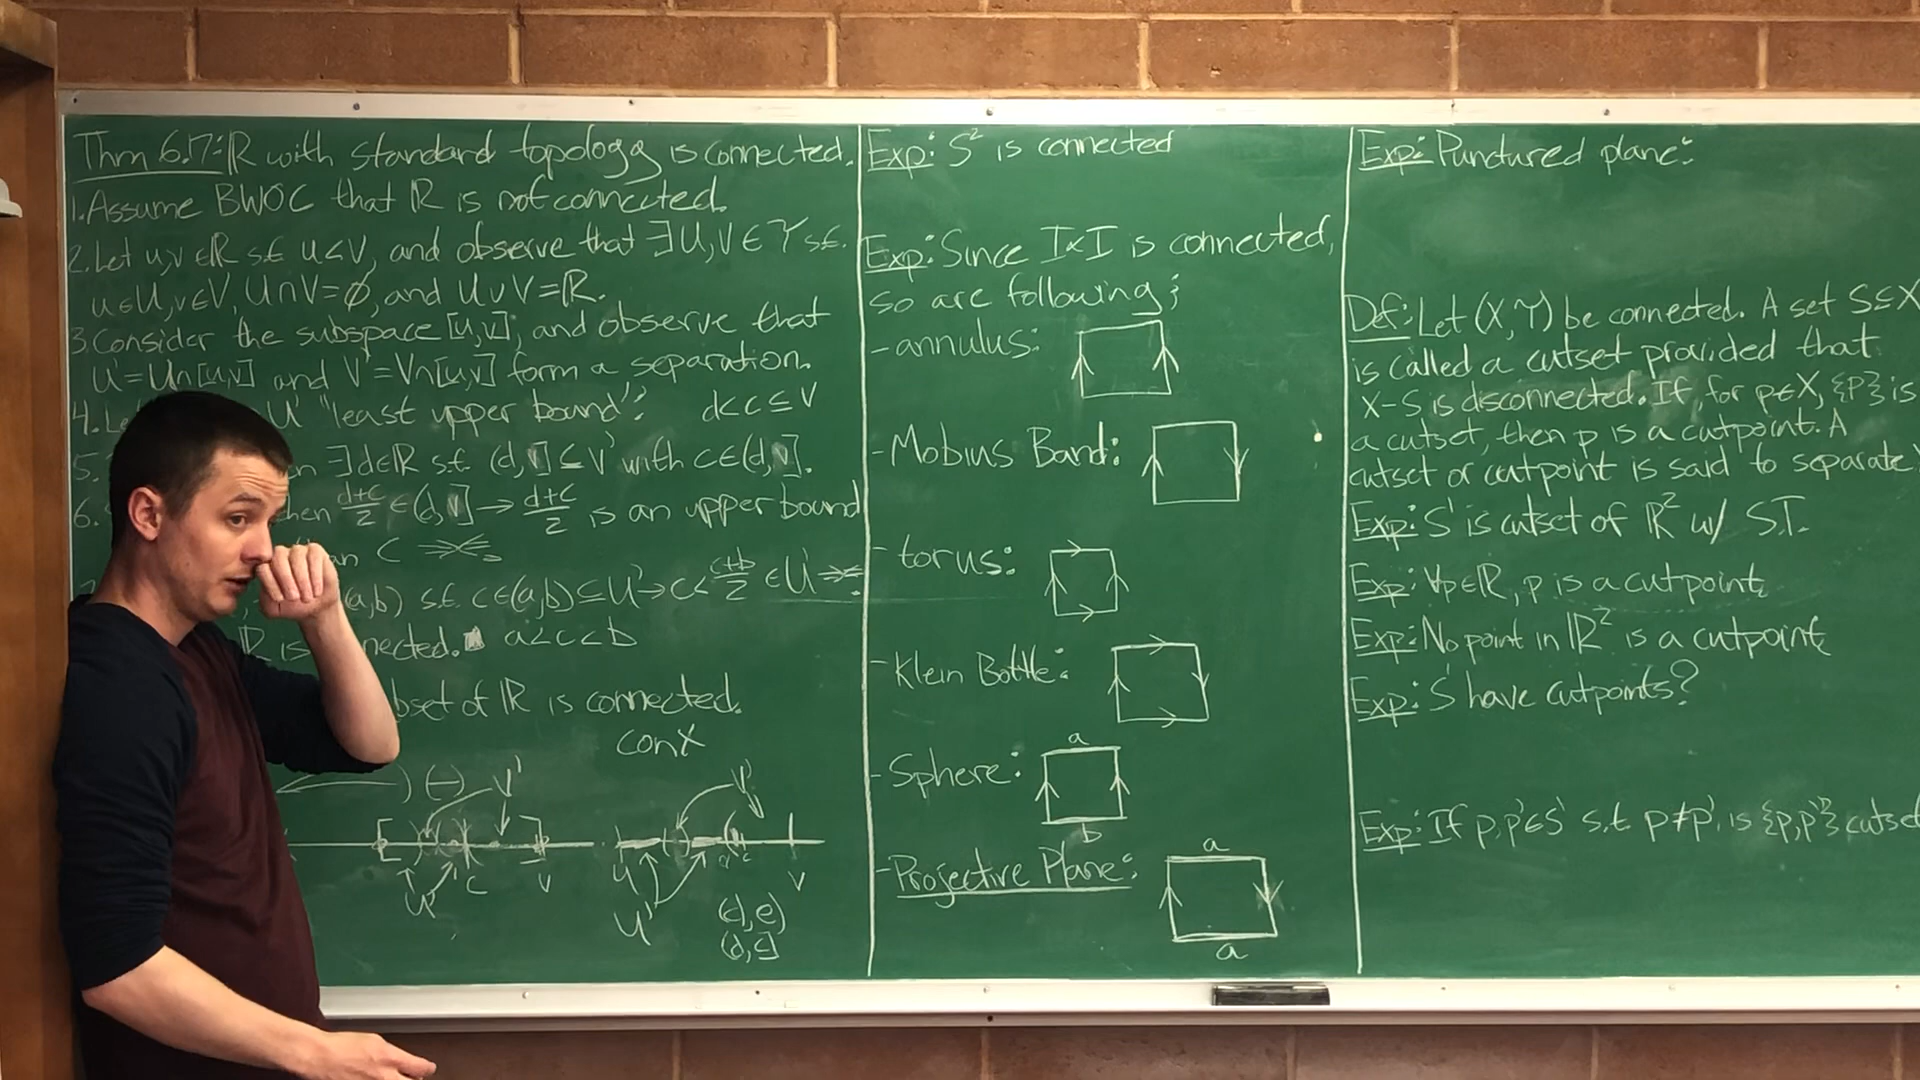 Thm 6.7: ℝ with standard topology is connected.
1. Assume BWOC that ℝ is not connected.
2. Let u,v ∈ ℝ s.t. u<v, and observe that ∃ U,V ∈ 𝒯 s.t.
u∈U, v∈V, U∩V=∅, and U∪V=ℝ.
3. Consider the subspace [u,v], and observe that
U'=U∩[u,v] and V'=V∩[u,v] form a separation.
4. U' "least upper bound": d<c≤v
5. ∃d∈ℝ s.t. (d,v]⊆V' with c∈(d,v].
6. d+c/2 ∈(d,v]→ d+c/2 is an upper bound
c
(a,b) s.t. c∈(a,b)⊆U'→c< c+b/2 ∈U'
ℝ is a<c<b
of ℝ is connected.
conX
) (–) V' V'
[ ] 
U' c v u d c v
U' (d,e)
(d,c]
Exp: S² is connected
Exp: Since I×I is connected,
so are following:
- annulus:
- Mobius Band:
- torus:
- Klein Bottle:
a
- Sphere:
b
a
- Projective Plane:
a
Exp: Punctured plane:
Def: Let (X,𝒯) be connected. A set S⊆X
is called a cutset provided that
X-S is disconnected. If, for p∈X, {p} is
a cutset, then p is a cutpoint. A
cutset or cutpoint is said to separate
Exp: S' is cutset of ℝ² w/ S.T.
Exp: ∀p∈ℝ, p is a cutpoint
Exp: No point in ℝ² is a cutpoint
Exp: S' have cutpoints?
Exp: If p,p'∈S' s.t. p≠p', is {p,p'} cutset